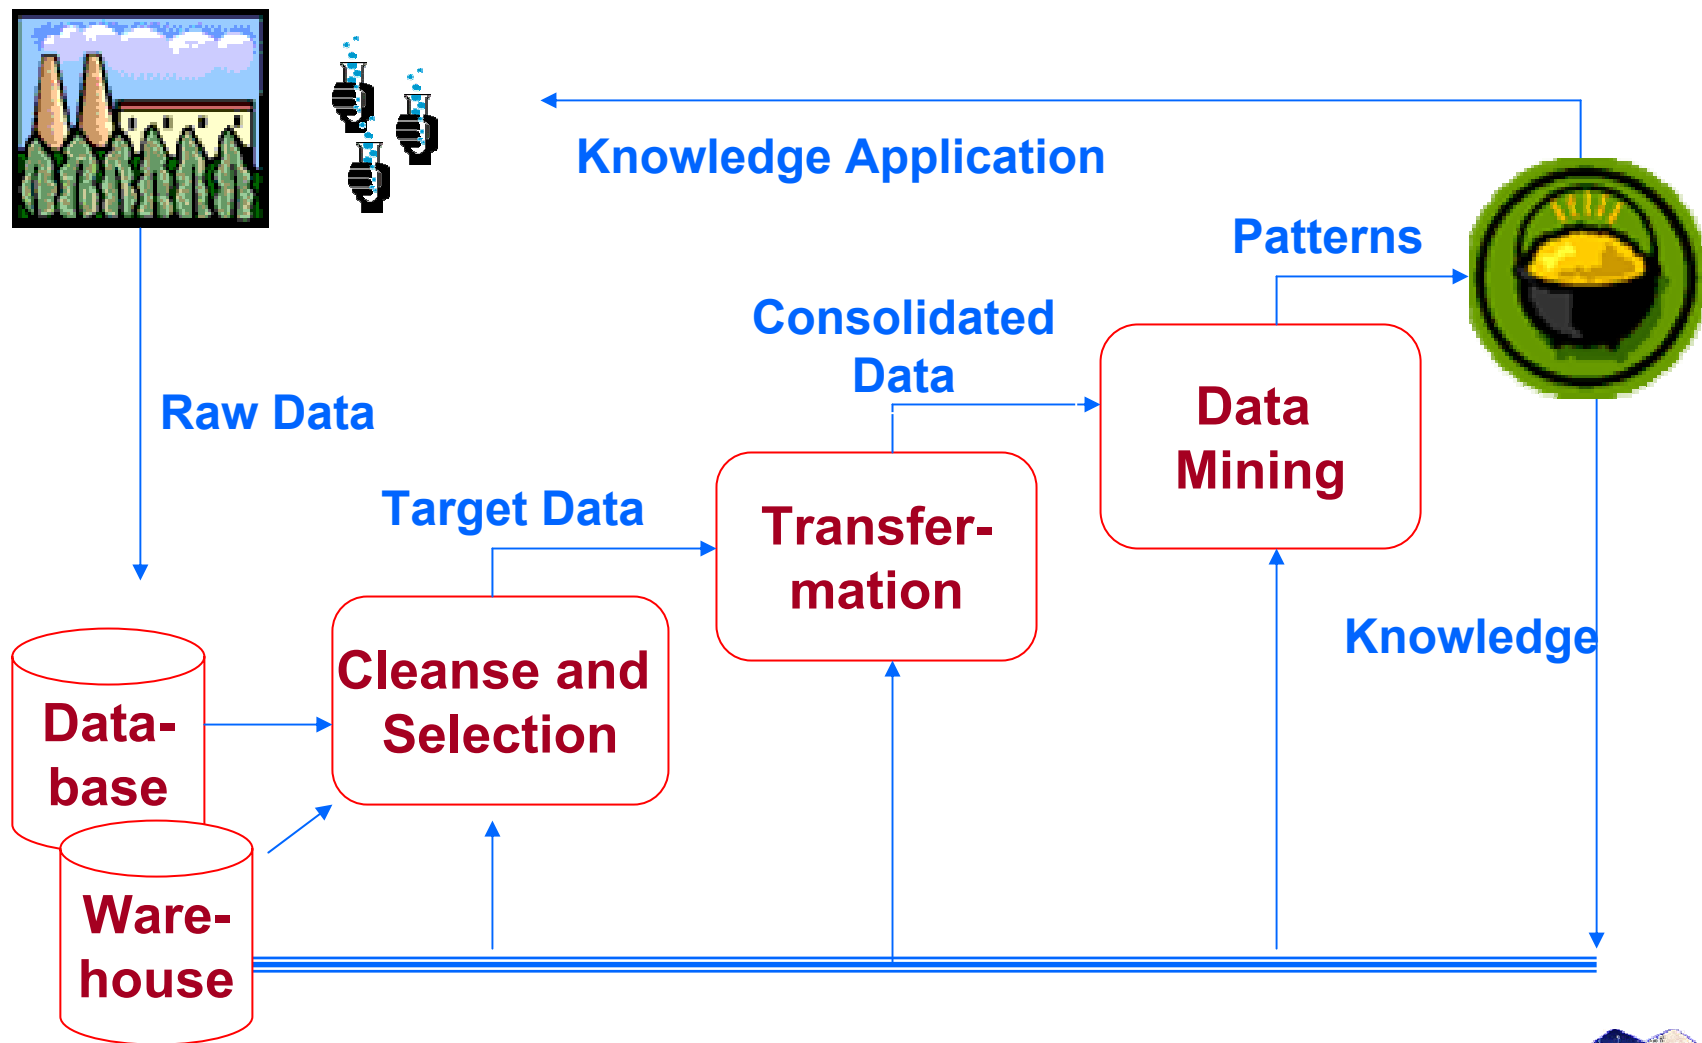 Knowledge Application
Patterns
Consolidated
Data
Raw Data
Data
Mining
Target Data
Transfer-
mation
Knowledge
Cleanse and
Selection
Data-
base
Ware-
house